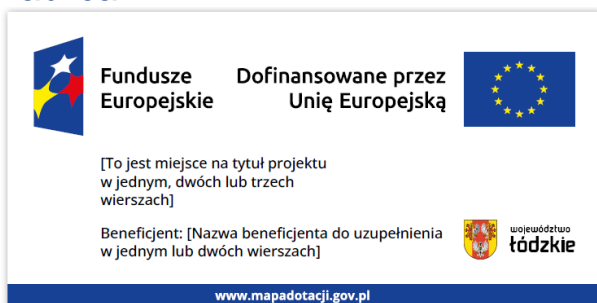 Fundusze
Europejskie
Dofinansowane przez
Unię Europejską
[To jest miejsce na tytuł projektu
w jednym, dwóch lub trzech
wierszach]
Beneficjent: [Nazwa beneficjenta do uzupełnienia
w jednym lub dwóch wierszach]
województwo
łódzkie
www.mapadotacji.gov.pl